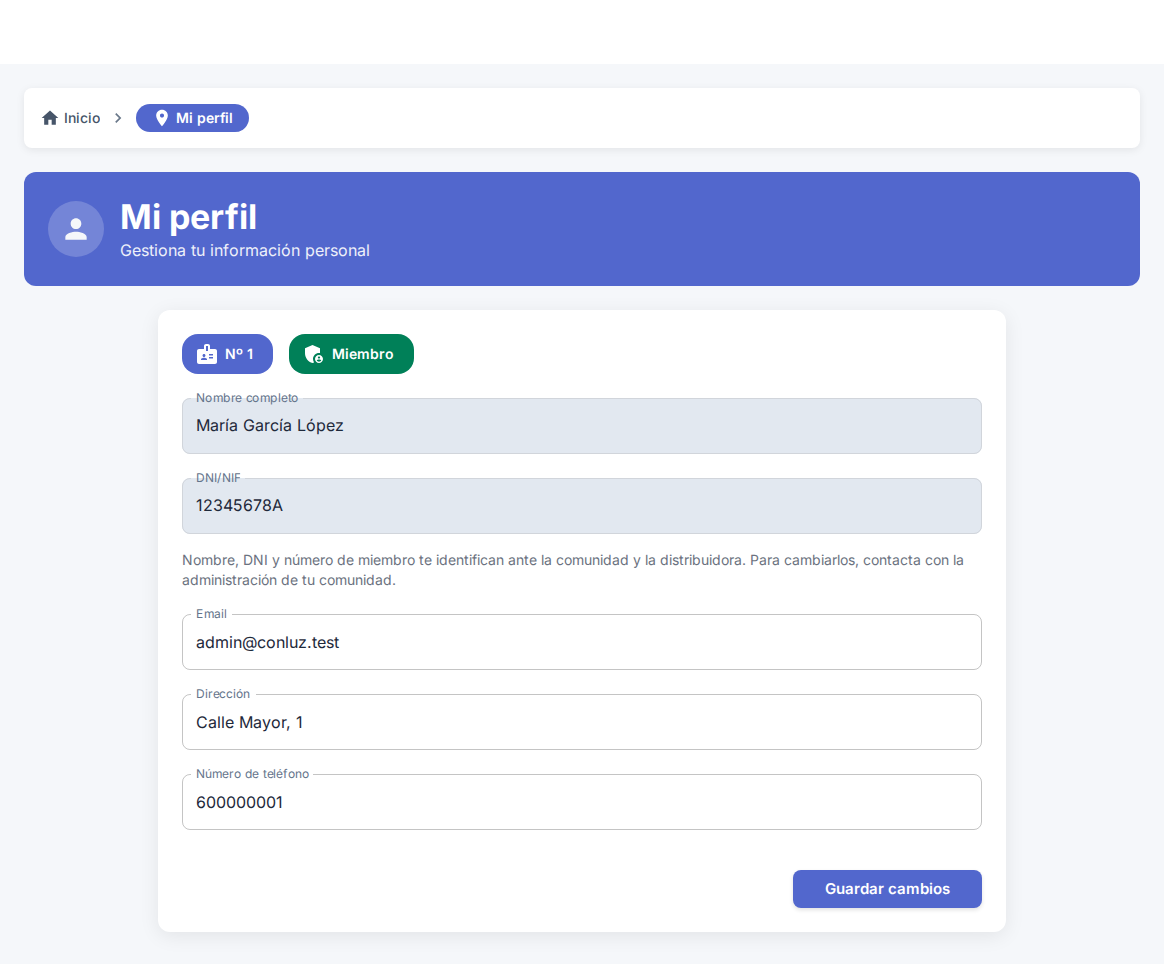 Inicio
Mi perfil
Mi perfil
Gestiona tu información personal
Nº 1
Miembro
Nombre completo
María García López
DNI/NIF
12345678A
Nombre, DNI y número de miembro te identifican ante la comunidad y la distribuidora. Para cambiarlos, contacta con la
administración de tu comunidad.
Email
admin@conluz.test
Dirección
Calle Mayor, 1
Número de teléfono
600000001
Guardar cambios